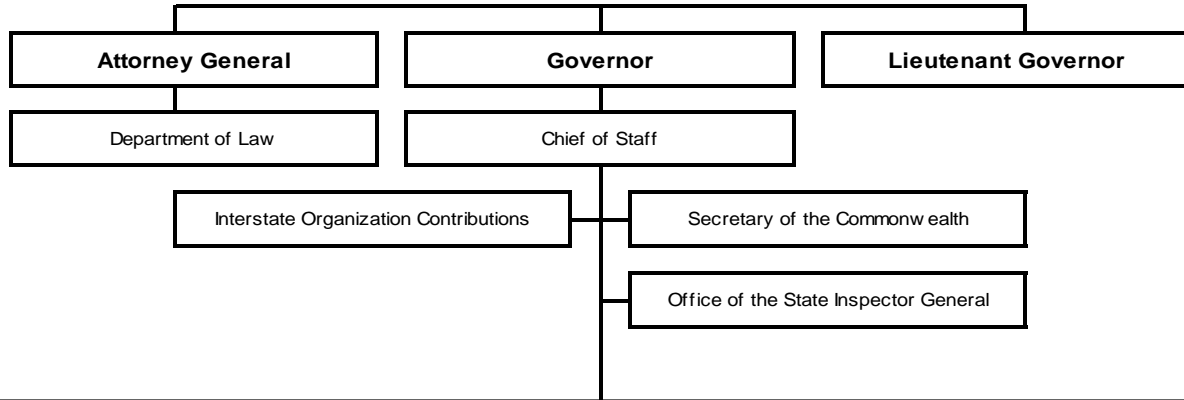 Attorney General
Governor
Lieutenant Governor
Department of Law
Chief of Staff
Interstate Organization Contributions
Secretary of the Commonwealth
Office of the State Inspector General